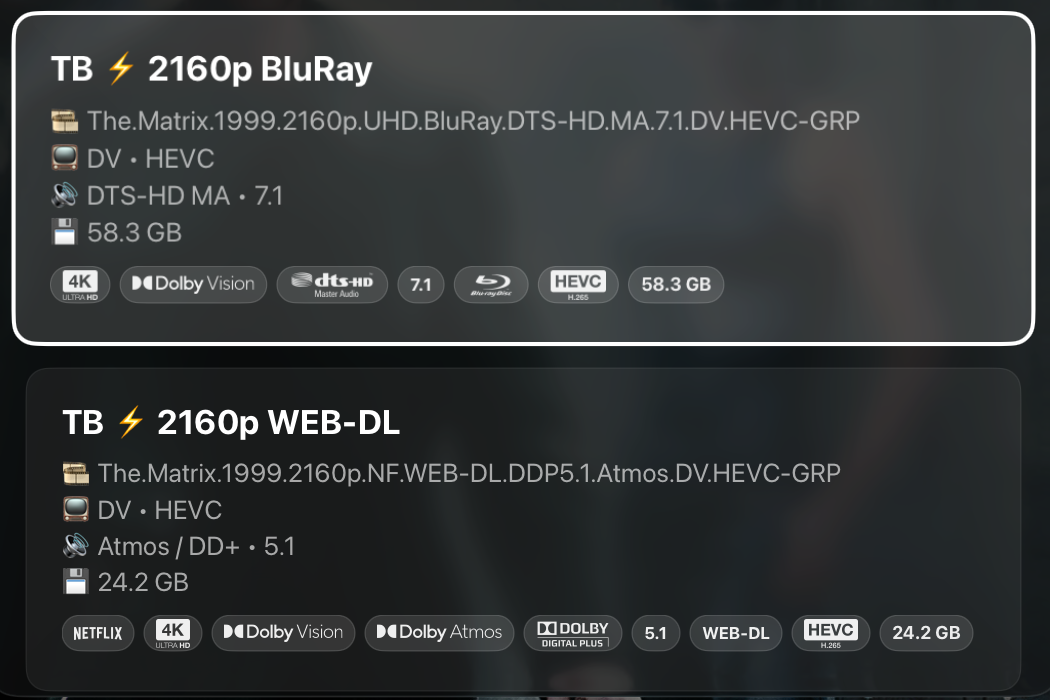 TB ⚡ 2160p BluRay
The.Matrix.1999.2160p.UHD.BluRay.DTS-HD.MA.7.1.DV.HEVC-GRP
DV • HEVC
DTS-HD MA • 7.1
58.3 GB
4K ULTRA HD Dolby Vision dts-HD Master Audio 7.1 Blu-ray Disc HEVC H.265 58.3 GB
TB ⚡ 2160p WEB-DL
The.Matrix.1999.2160p.NF.WEB-DL.DDP5.1.Atmos.DV.HEVC-GRP
DV • HEVC
Atmos / DD+ • 5.1
24.2 GB
NETFLIX 4K ULTRA HD Dolby Vision Dolby Atmos DOLBY DIGITAL PLUS 5.1 WEB-DL HEVC H.265 24.2 GB